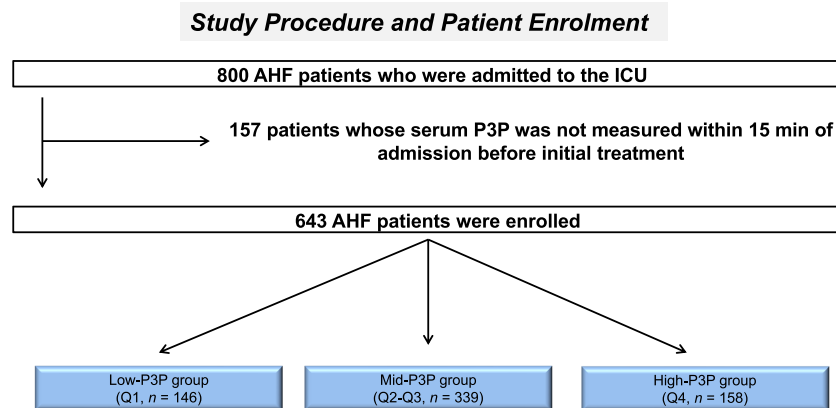 Study Procedure and Patient Enrolment
800 AHF patients who were admitted to the ICU
157 patients whose serum P3P was not measured within 15 min of
admission before initial treatment
643 AHF patients were enrolled
Low-P3P group
(Q1, n = 146)
Mid-P3P group
(Q2-Q3, n = 339)
High-P3P group
(Q4, n = 158)